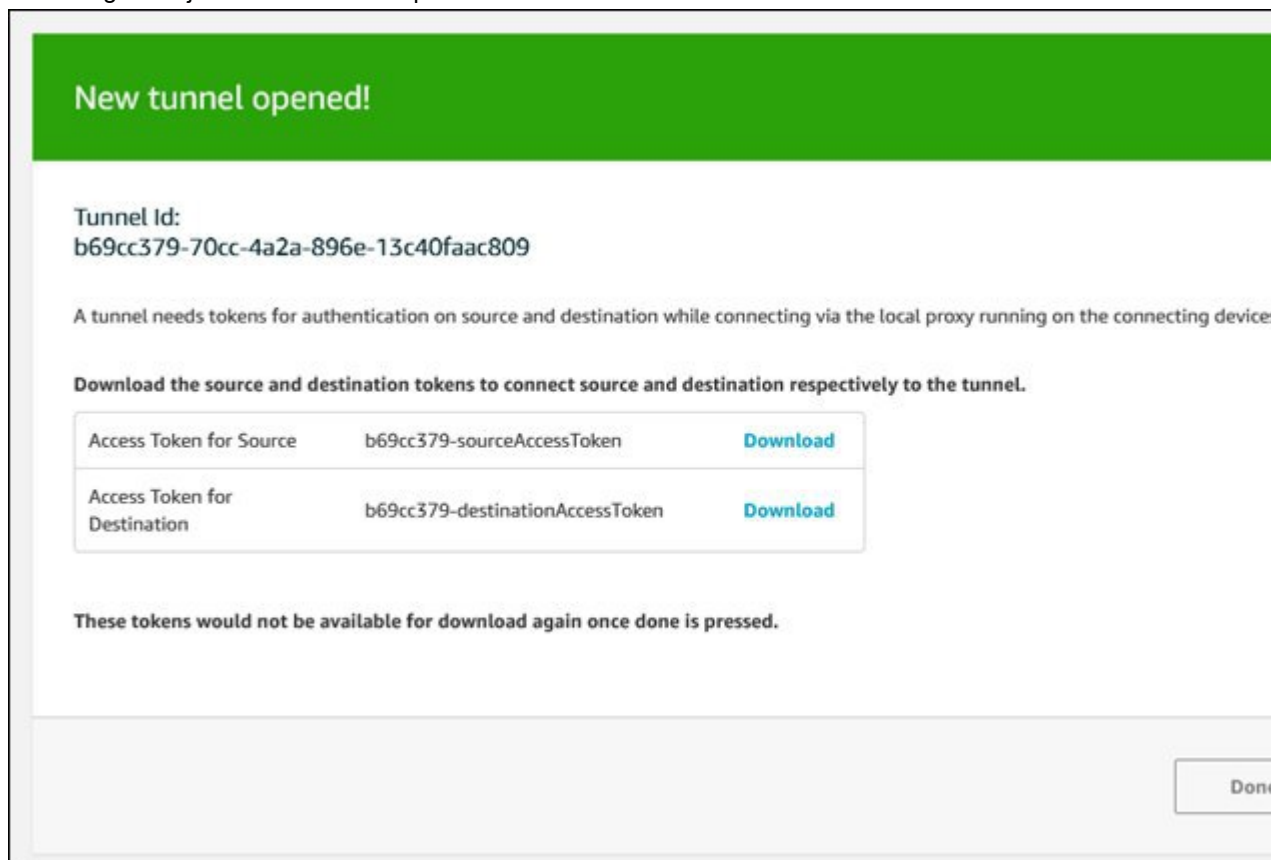 New tunnel opened!
Tunnel Id:
b69cc379-70cc-4a2a-896e-13c40faac809
A tunnel needs tokens for authentication on source and destination while connecting via the local proxy running on the connecting devices
Download the source and destination tokens to connect source and destination respectively to the tunnel.
Access Token for Source b69cc379-sourceAccessToken Download
Access Token for
Destination b69cc379-destinationAccessToken Download
These tokens would not be available for download again once done is pressed.
Done